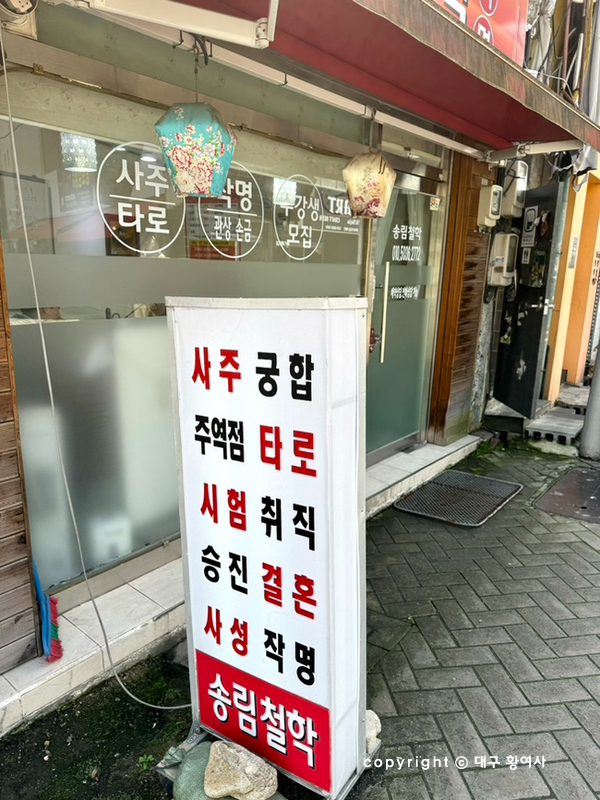 사주
타로
작명
관상 손금
수강생
모집
ART
송림철학
사주 궁합
주역점 타로
시험 취직
승진 결혼
사성 작명
송림철학
copyright ⓒ 대구 황여사